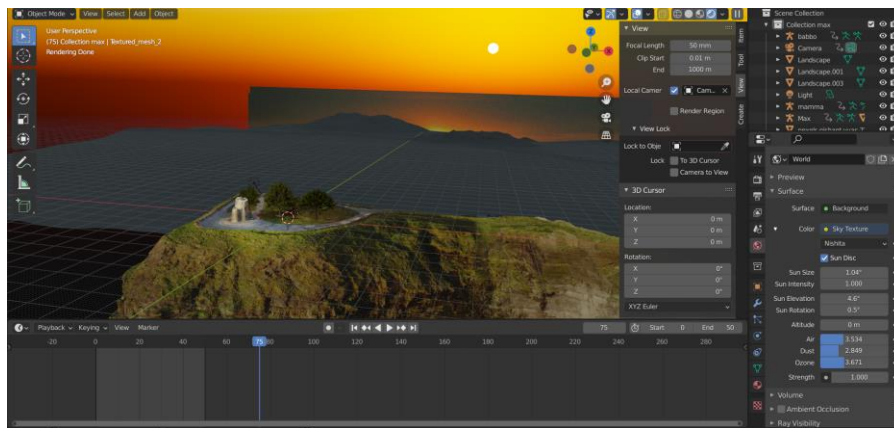 Object Mode View Select Add Object
User Perspective
(75) Collection max | Textured_mesh_2
Rendering Done
View
Focal Length 50 mm
Clip Start 0.01 m
End 1000 m
Local Camer Cam...
Render Region
View Lock
Lock to Obje
Lock To 3D Cursor
Camera to View
3D Cursor
Location:
X 0 m
Y 0 m
Z 0 m
Rotation:
X 0°
Y 0°
Z 0°
XYZ Euler
Item
Tool
View
Create
Scene Collection
Collection max
babbo
Camera
Landscape
Landscape.001
Landscape.003
Light
mamma
Max
World
Preview
Surface
Surface Background
Color Sky Texture
Nishita
Sun Disc
Sun Size 1.04°
Sun Intensity 1.000
Sun Elevation 4.6°
Sun Rotation 0.5°
Altitude 0 m
Air 3.534
Dust 2.849
Ozone 3.671
Strength 1.000
Volume
Ambient Occlusion
Ray Visibility
Playback Keying View Marker 75 Start 0 End 50
-20 0 20 40 60 75 80 100 120 140 160 180 200 220 240 260 280